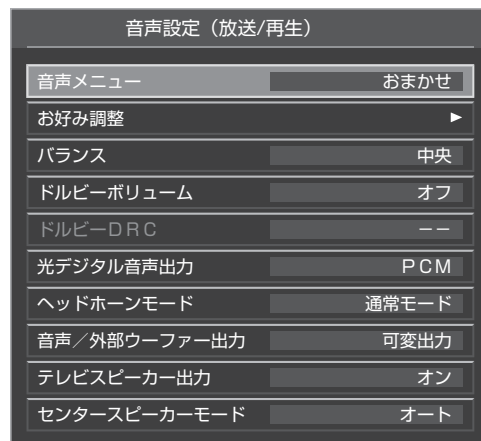 音声設定（放送/再生）
音声メニュー おまかせ
お好み調整 ►
バランス 中央
ドルビーボリューム オフ
ドルビーＤＲＣ −−
光デジタル音声出力 ＰＣＭ
ヘッドホーンモード 通常モード
音声／外部ウーファー出力 可変出力
テレビスピーカー出力 オン
センタースピーカーモード オート